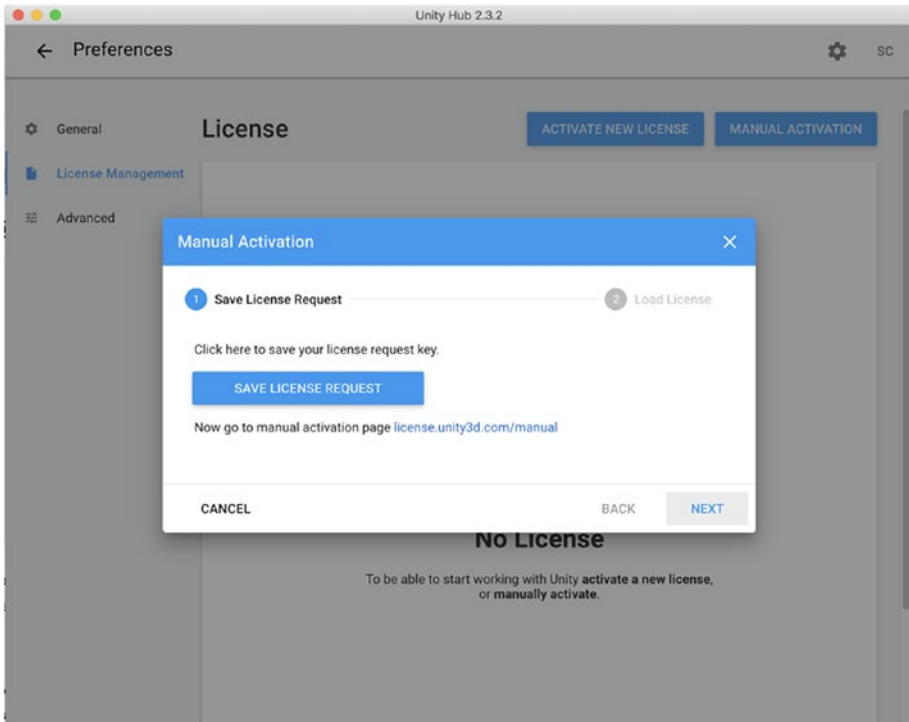 Unity Hub 2.3.2
Preferences
SC
General
License
ACTIVATE NEW LICENSE
MANUAL ACTIVATION
License Management
Advanced
Manual Activation
1 Save License Request
2 Load License
Click here to save your license request key.
SAVE LICENSE REQUEST
Now go to manual activation page license.unity3d.com/manual
CANCEL
BACK
NEXT
No License
To be able to start working with Unity activate a new license,
or manually activate.